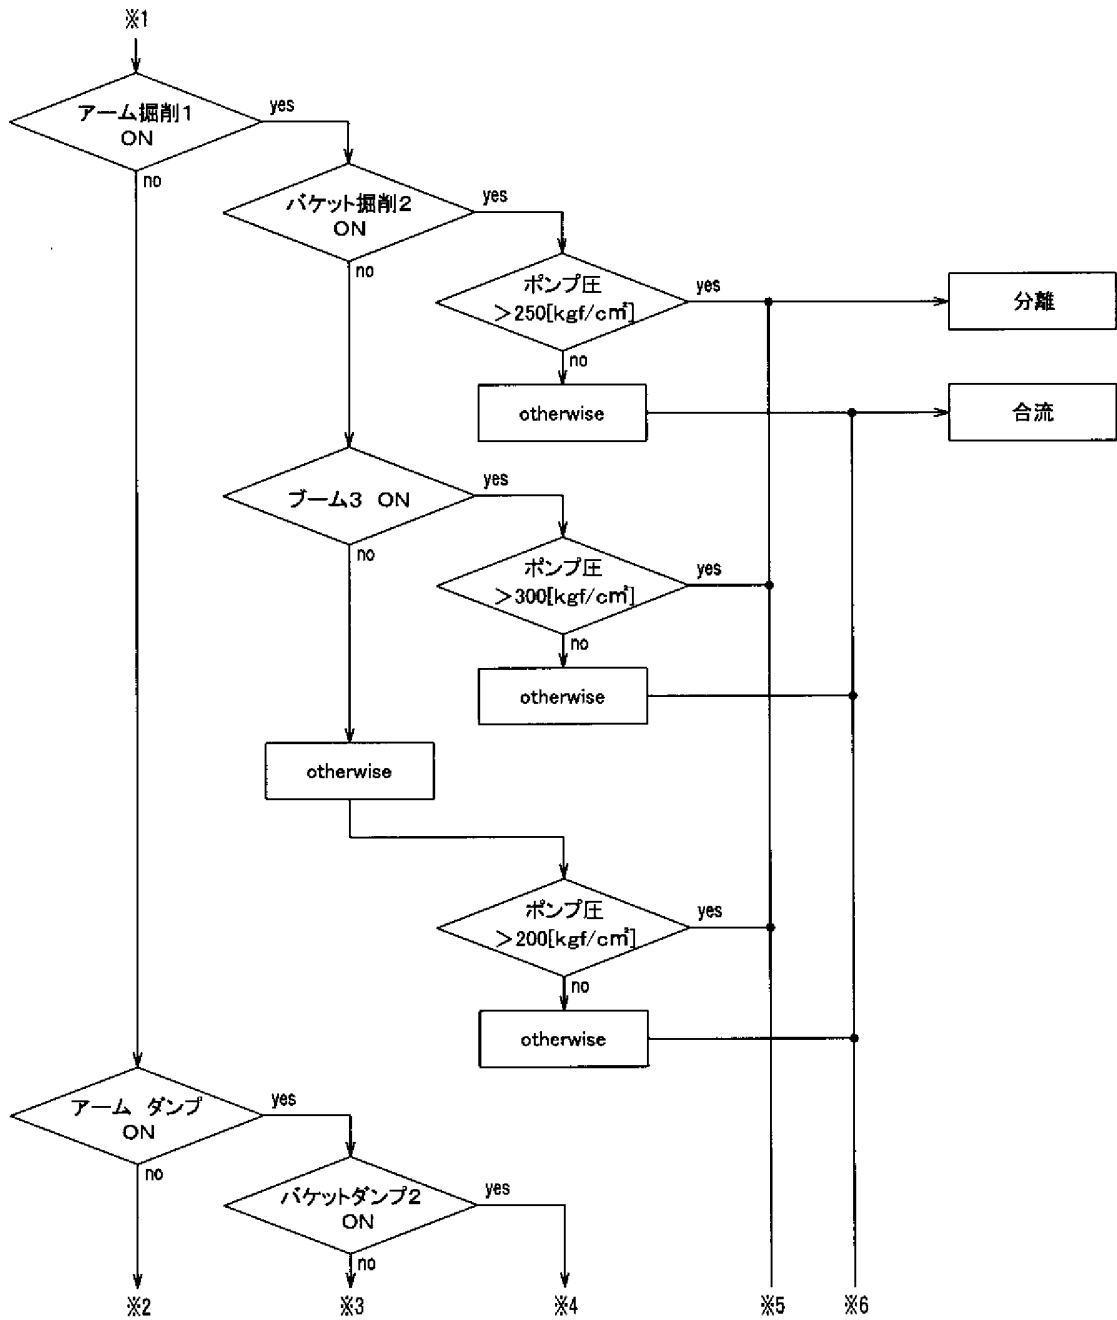 ※1
アーム掘削1
ON
yes
no
バケット掘削2
ON
yes
no
ポンプ圧
＞250[kgf/c㎡]
yes
no
分離
otherwise
合流
ブーム3 ON
yes
no
ポンプ圧
＞300[kgf/c㎡]
yes
no
otherwise
otherwise
ポンプ圧
＞200[kgf/c㎡]
yes
no
otherwise
アーム ダンプ
ON
yes
no
バケットダンプ2
ON
yes
no
※2
※3
※4
※5
※6